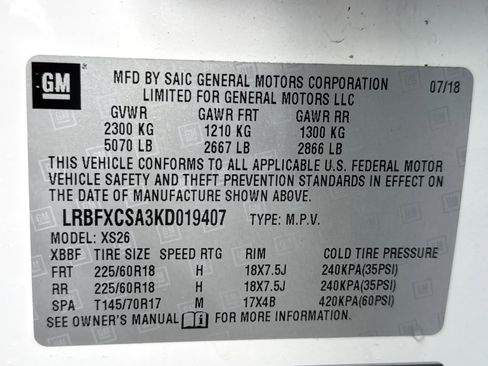 GM
MFD BY SAIC GENERAL MOTORS CORPORATION 07/18
LIMITED FOR GENERAL MOTORS LLC
GVWR GAWR FRT GAWR RR
2300 KG 1210 KG 1300 KG
5070 LB 2667 LB 2866 LB
THIS VEHICLE CONFORMS TO ALL APPLICABLE U.S. FEDERAL MOTOR
VEHICLE SAFETY AND THEFT PREVENTION STANDARDS IN EFFECT ON
THE DATE OF MANUFACTURE SHOWN ABOVE.
LRBFXCSA3KD019407 TYPE: M.P.V.
MODEL: XS26
XBBF TIRE SIZE SPEED RTG RIM COLD TIRE PRESSURE
FRT 225/60R18 H 18X7.5J 240KPA(35PSI)
RR 225/60R18 H 18X7.5J 240KPA(35PSI)
SPA T145/70R17 M 17X4B 420KPA(60PSI)
SEE OWNER'S MANUAL i FOR MORE INFORMATION.